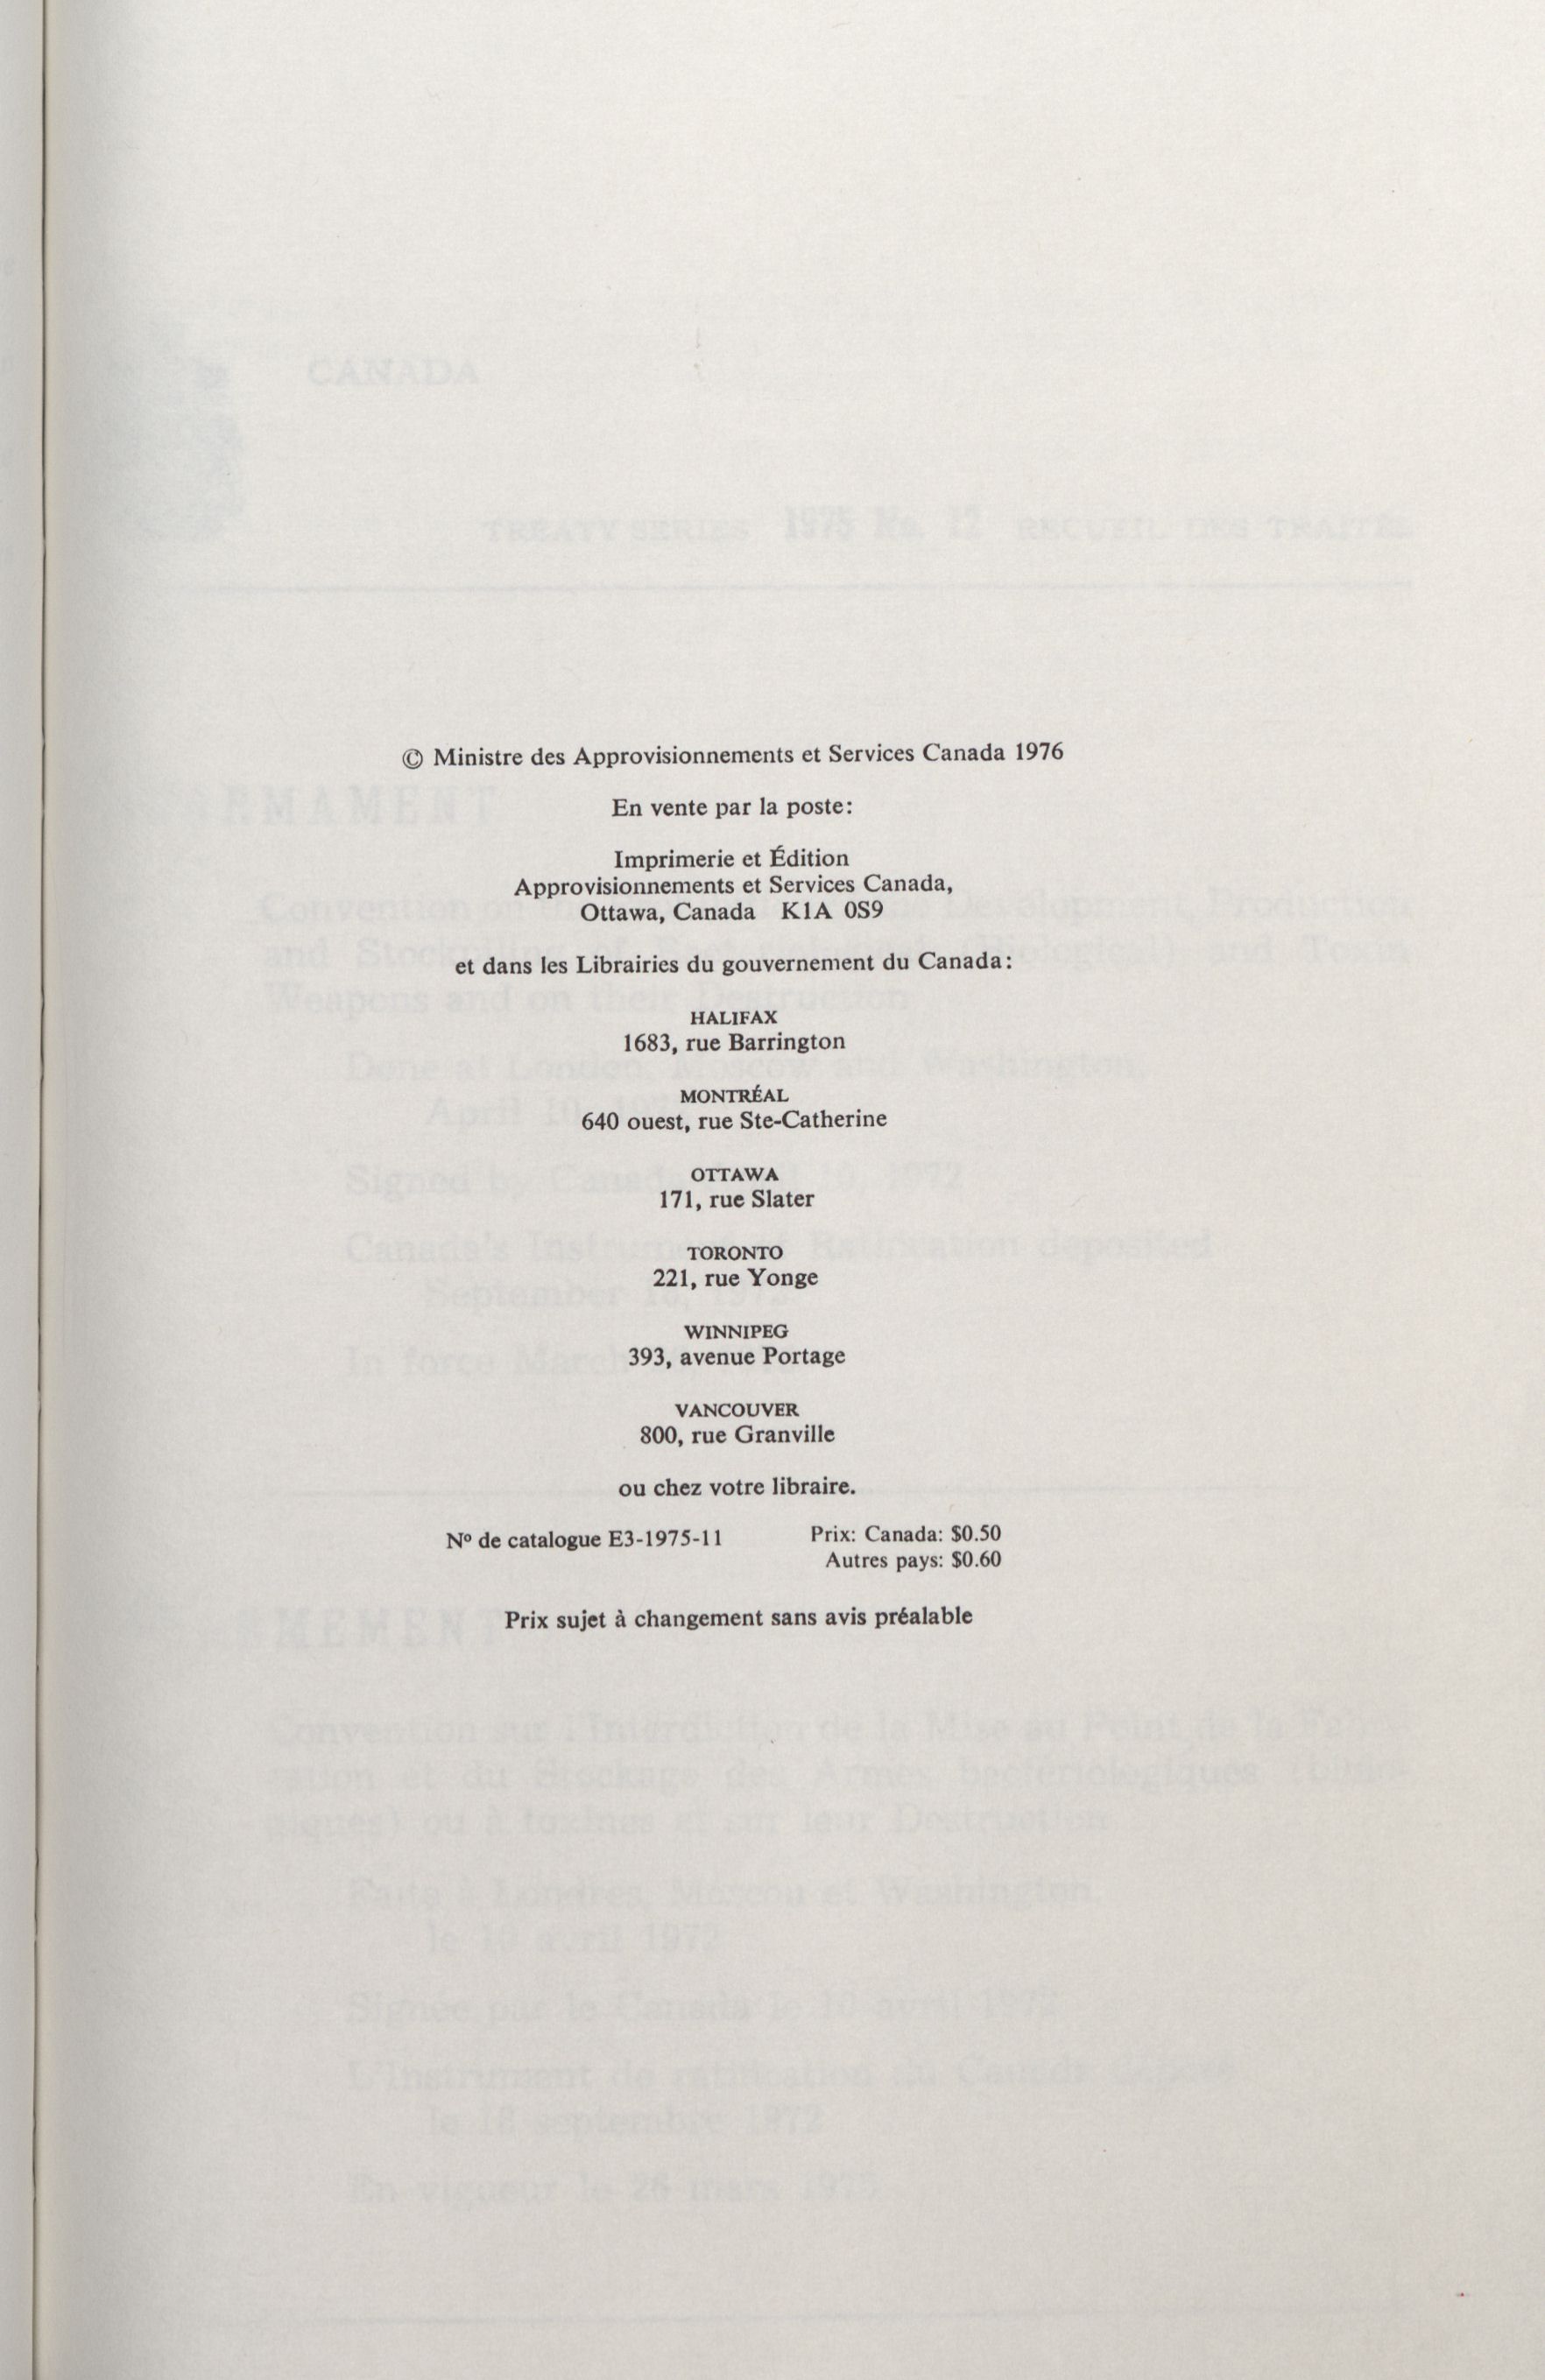 © Ministre des Approvisionnements et Services Canada 1976
En vente par la poste:
Imprimerie et Édition
Approvisionnements et Services Canada,
Ottawa, Canada K1A 0S9
et dans les Librairies du gouvernement du Canada:
HALIFAX
1683, rue Barrington
MONTRÉAL
640 ouest, rue Ste-Catherine
OTTAWA
171, rue Slater
TORONTO
221, rue Yonge
WINNIPEG
393, avenue Portage
VANCOUVER
800, rue Granville
ou chez votre libraire.
Nº de catalogue E3-1975-11 Prix: Canada: $0.50
Autres pays: $0.60
Prix sujet à changement sans avis préalable